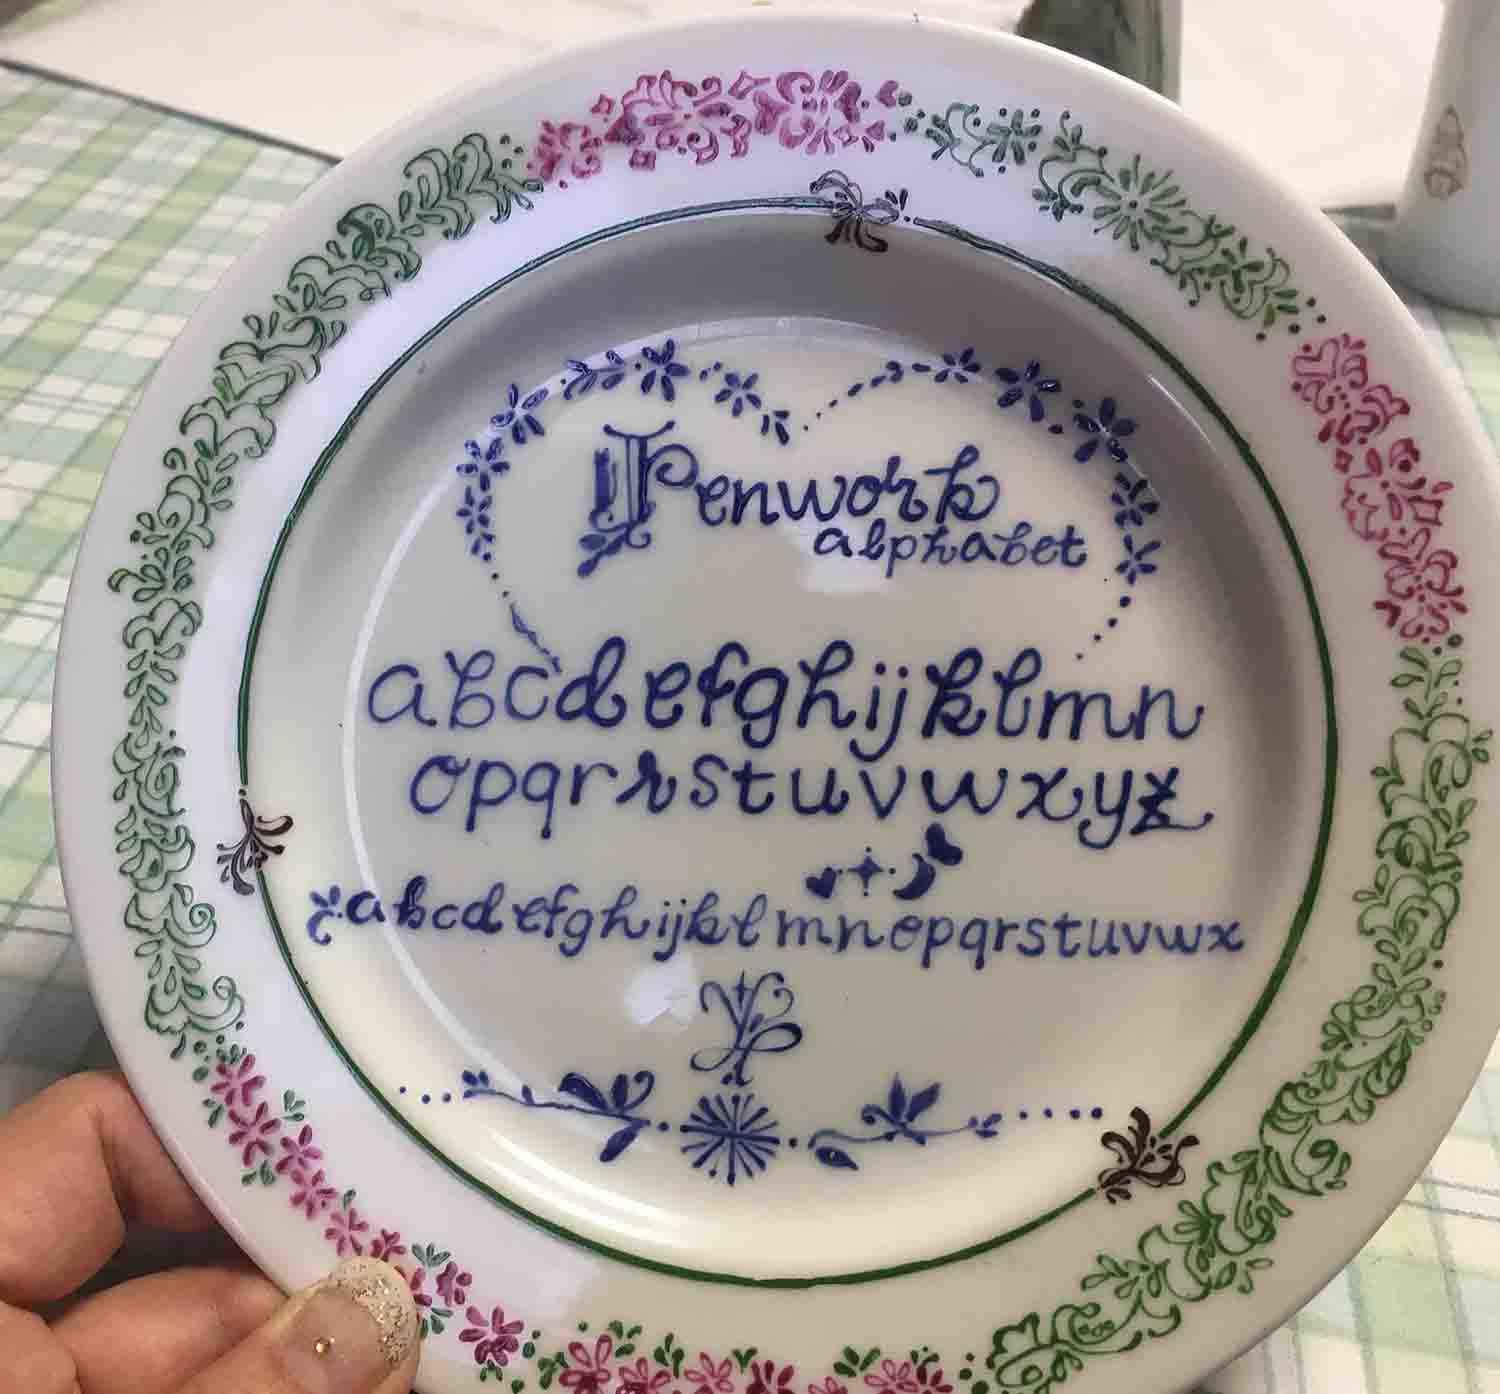 Penwork
alphabet
abcdefghijklmn
opqrrstuvwxyz
abcdefghijklmnopqrstuvwx